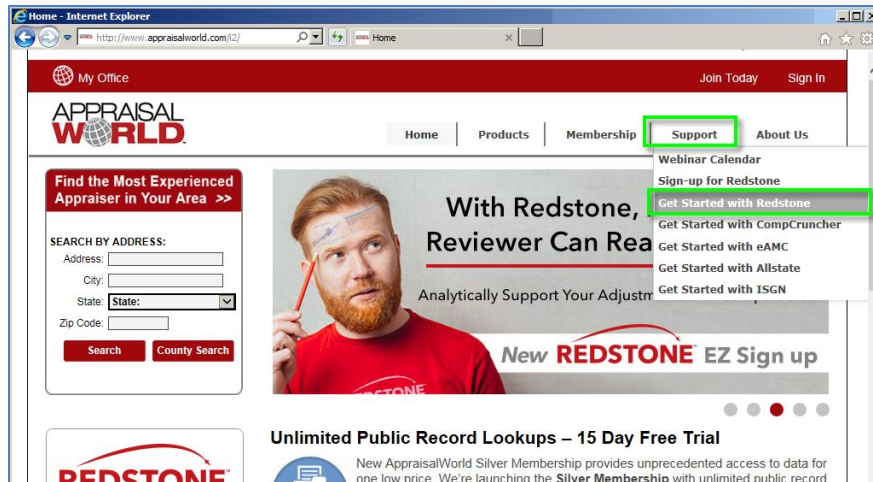 Home - Internet Explorer
http://www.appraisalworld.com/i2/
Home
My Office
Join Today
Sign In
APPRAISAL
WORLD
Home
Products
Membership
Support
About Us
Webinar Calendar
Sign-up for Redstone
Get Started with Redstone
Get Started with CompCruncher
Get Started with eAMC
Get Started with Allstate
Get Started with ISGN
Find the Most Experienced
Appraiser in Your Area >>
SEARCH BY ADDRESS:
Address:
City:
State: State:
Zip Code:
Search
County Search
With Redstone,
Reviewer Can Rea
Analytically Support Your Adjustm
New REDSTONE EZ Sign up
REDSTONE
Unlimited Public Record Lookups – 15 Day Free Trial
New AppraisalWorld Silver Membership provides unprecedented access to data for
one low price. We're launching the Silver Membership with unlimited public record
REDSTONE